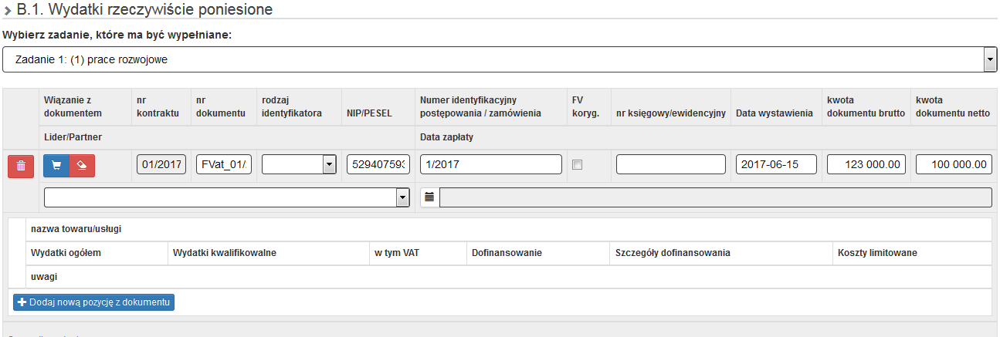 B.1. Wydatki rzeczywiście poniesione
Wybierz zadanie, które ma być wypełniane:
Zadanie 1: (1) prace rozwojowe
Wiązanie z dokumentem
nr kontraktu
nr dokumentu
rodzaj identyfikatora
NIP/PESEL
Numer identyfikacyjny postępowania / zamówienia
FV koryg.
nr księgowy/ewidencyjny
Data wystawienia
kwota dokumentu brutto
kwota dokumentu netto
Lider/Partner
Data zapłaty
01/2017
FVat_01/
529407593
1/2017
2017-06-15
123 000.00
100 000.00
nazwa towaru/usługi
Wydatki ogółem
Wydatki kwalifikowalne
w tym VAT
Dofinansowanie
Szczegóły dofinansowania
Koszty limitowane
uwagi
Dodaj nową pozycję z dokumentu